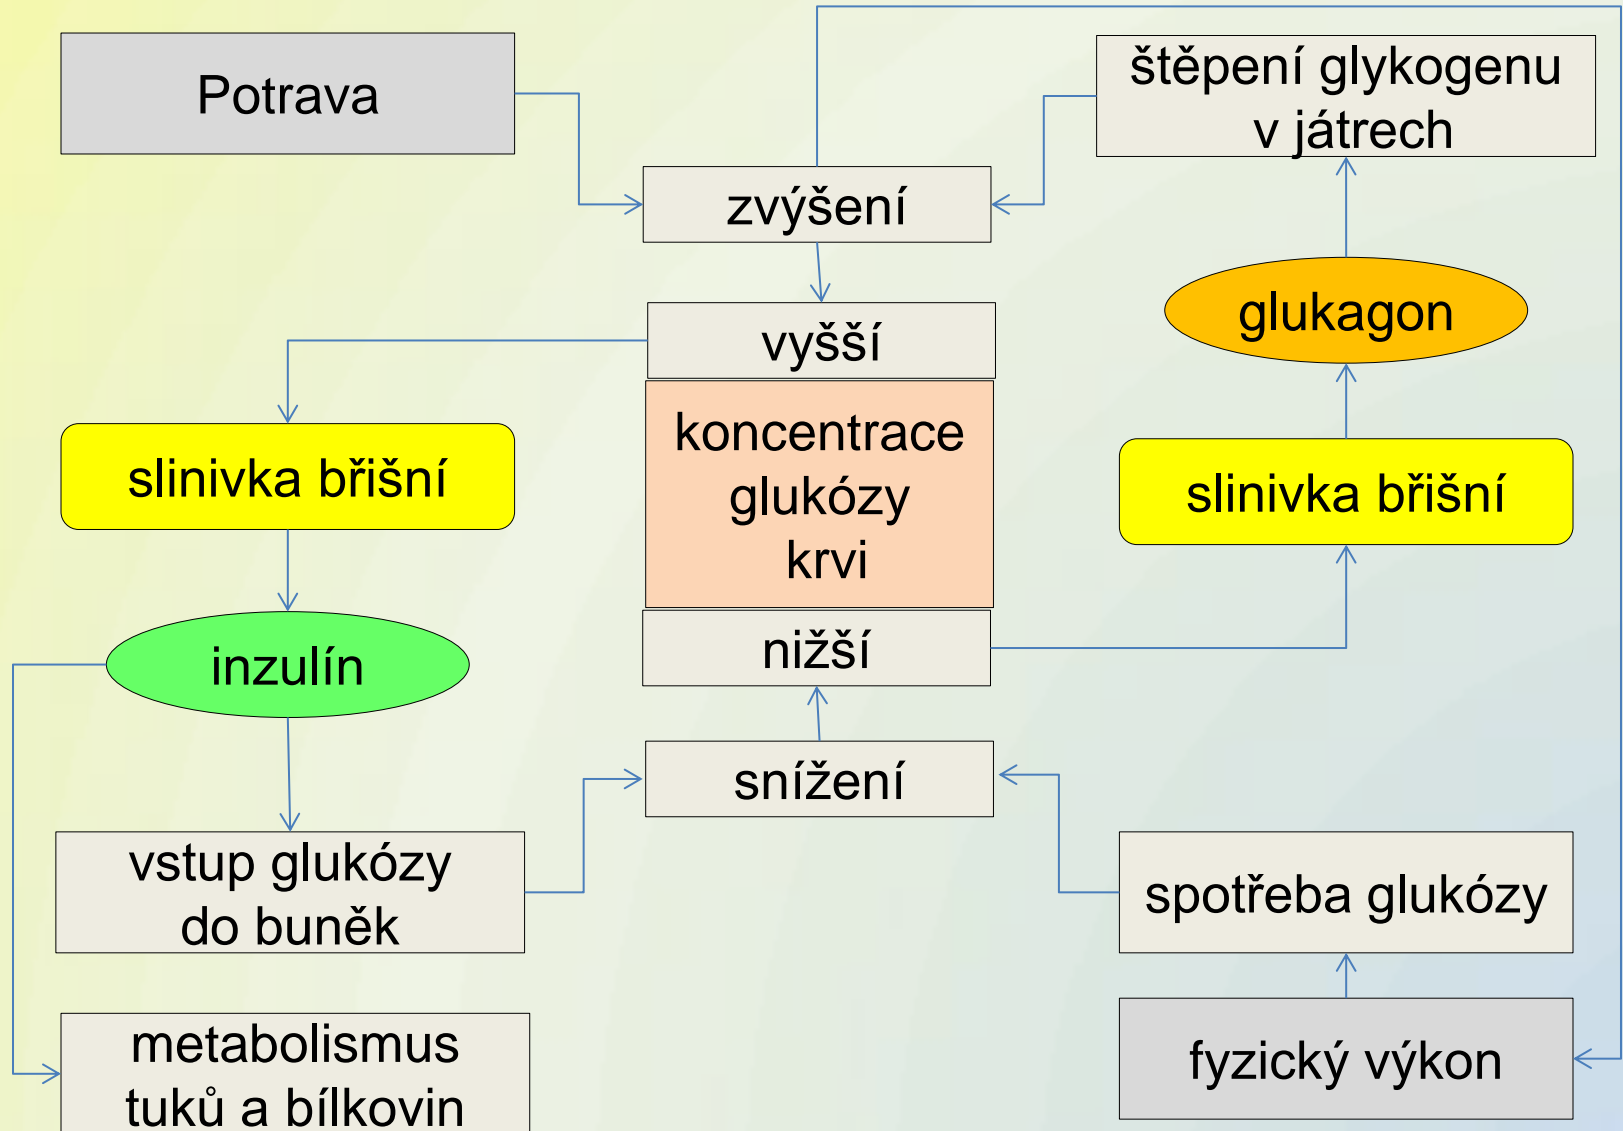 Potrava
štěpení glykogenu
v játrech
zvýšení
glukagon
vyšší
koncentrace
glukózy
krvi
slinivka břišní
slinivka břišní
nižší
inzulín
snížení
vstup glukózy
do buněk
spotřeba glukózy
metabolismus
tuků a bílkovin
fyzický výkon